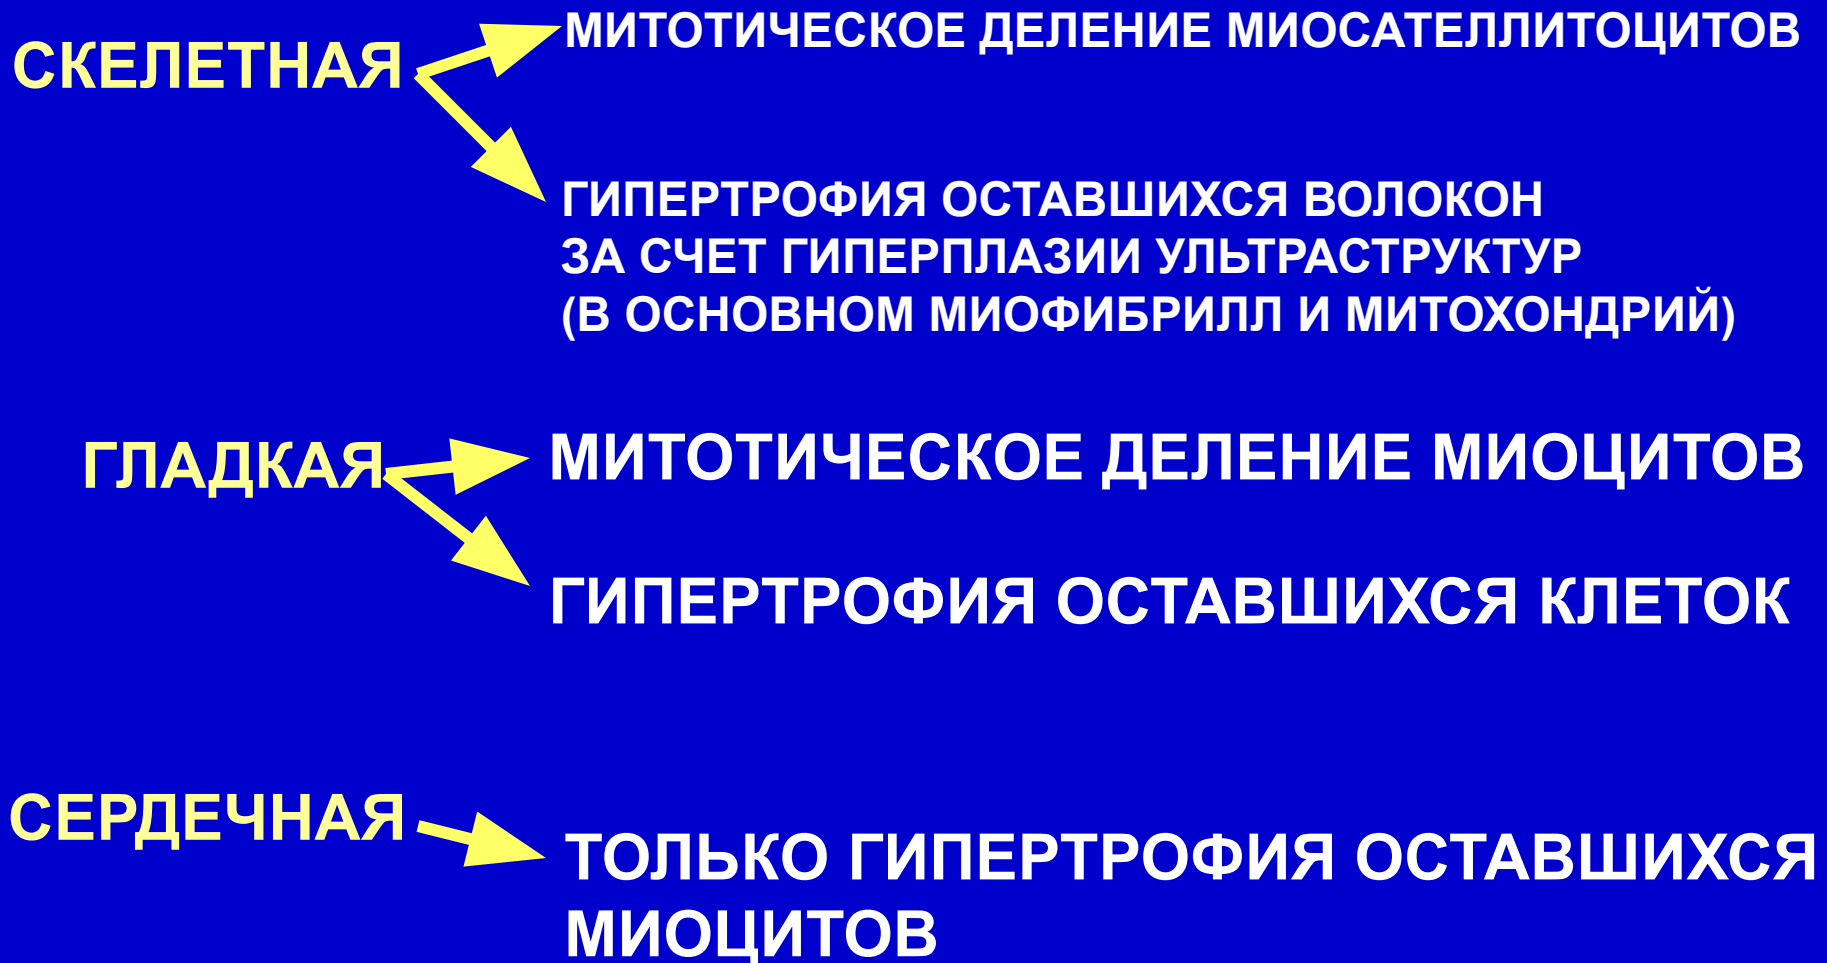 СКЕЛЕТНАЯ
МИТОТИЧЕСКОЕ ДЕЛЕНИЕ МИОСАТЕЛЛИТОЦИТОВ
ГИПЕРТРОФИЯ ОСТАВШИХСЯ ВОЛОКОН
ЗА СЧЕТ ГИПЕРПЛАЗИИ УЛЬТРАСТРУКТУР
(В ОСНОВНОМ МИОФИБРИЛЛ И МИТОХОНДРИЙ)
ГЛАДКАЯ
МИТОТИЧЕСКОЕ ДЕЛЕНИЕ МИОЦИТОВ
ГИПЕРТРОФИЯ ОСТАВШИХСЯ КЛЕТОК
СЕРДЕЧНАЯ
ТОЛЬКО ГИПЕРТРОФИЯ ОСТАВШИХСЯ
МИОЦИТОВ